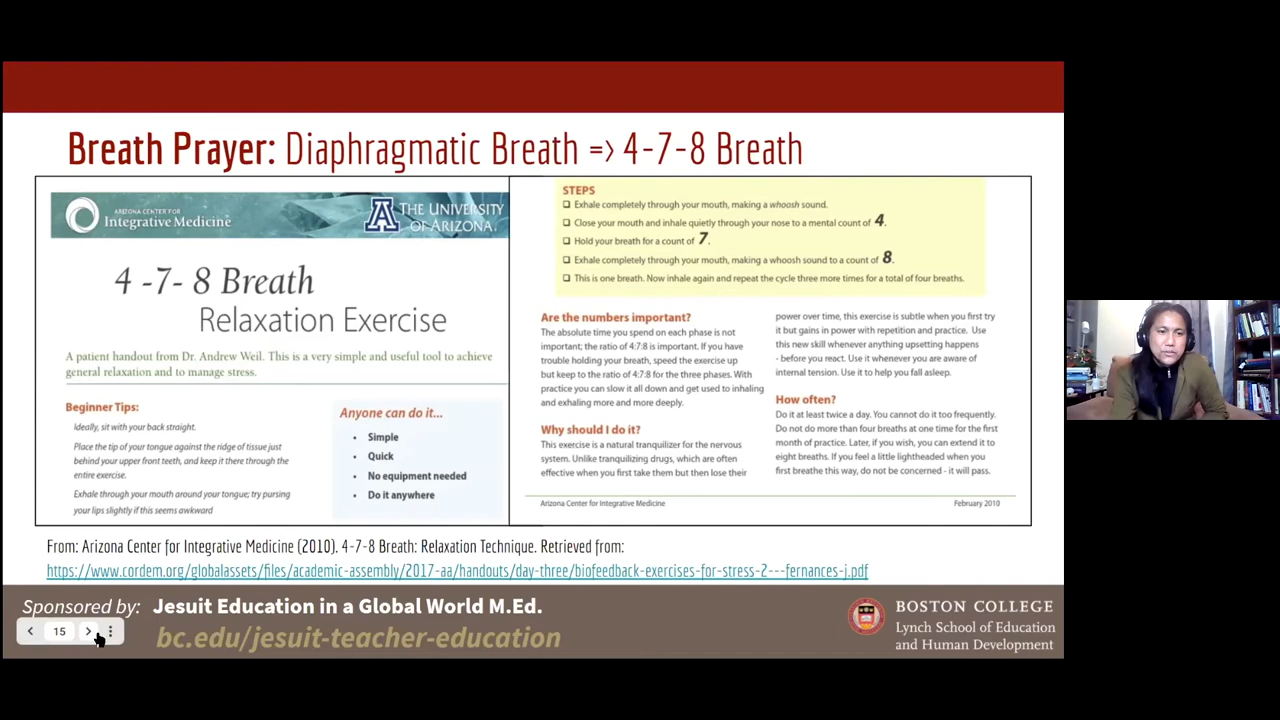 Breath Prayer: Diaphragmatic Breath => 4-7-8 Breath
ARIZONA CENTER FOR
Integrative Medicine
THE UNIVERSITY
OF ARIZONA.
4 -7- 8 Breath
Relaxation Exercise
A patient handout from Dr. Andrew Weil. This is a very simple and useful tool to achieve
general relaxation and to manage stress.
Beginner Tips:
Ideally, sit with your back straight.
Place the tip of your tongue against the ridge of tissue just
behind your upper front teeth, and keep it there through the
entire exercise.
Exhale through your mouth around your tongue; try pursing
your lips slightly if this seems awkward
Anyone can do it...
• Simple
• Quick
• No equipment needed
• Do it anywhere
STEPS
❏ Exhale completely through your mouth, making a whoosh sound.
❏ Close your mouth and inhale quietly through your nose to a mental count of 4.
❏ Hold your breath for a count of 7.
❏ Exhale completely through your mouth, making a whoosh sound to a count of 8.
❏ This is one breath. Now inhale again and repeat the cycle three more times for a total of four breaths.
Are the numbers important?
The absolute time you spend on each phase is not
important; the ratio of 4:7:8 is important. If you have
trouble holding your breath, speed the exercise up
but keep to the ratio of 4:7:8 for the three phases. With
practice you can slow it all down and get used to inhaling
and exhaling more and more deeply.
Why should I do it?
This exercise is a natural tranquilizer for the nervous
system. Unlike tranquilizing drugs, which are often
effective when you first take them but then lose their
power over time, this exercise is subtle when you first try
it but gains in power with repetition and practice. Use
this new skill whenever anything upsetting happens
- before you react. Use it whenever you are aware of
internal tension. Use it to help you fall asleep.
How often?
Do it at least twice a day. You cannot do it too frequently.
Do not do more than four breaths at one time for the first
month of practice. Later, if you wish, you can extend it to
eight breaths. If you feel a little lightheaded when you
first breathe this way, do not be concerned - it will pass.
Arizona Center for Integrative Medicine
February 2010
From: Arizona Center for Integrative Medicine (2010). 4-7-8 Breath: Relaxation Technique. Retrieved from:
https://www.cordem.org/globalassets/files/academic-assembly/2017-aa/handouts/day-three/biofeedback-exercises-for-stress-2---fernances-j.pdf
Sponsored by: Jesuit Education in a Global World M.Ed.
15
bc.edu/jesuit-teacher-education
BOSTON COLLEGE
Lynch School of Education
and Human Development